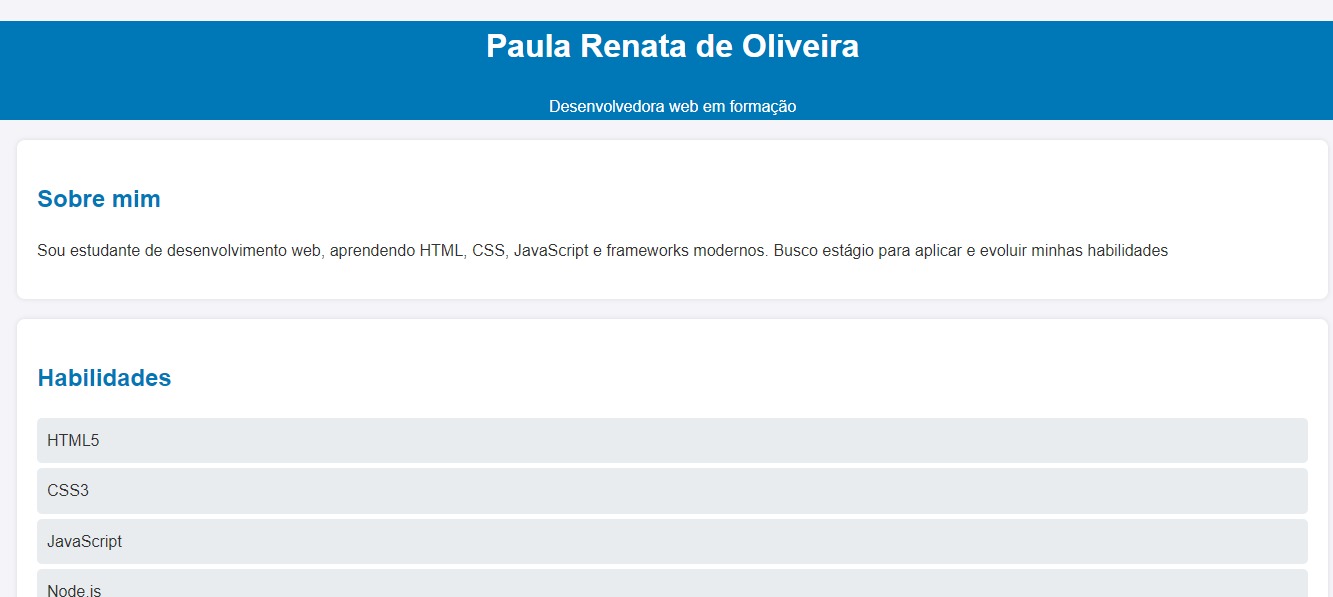 Paula Renata de Oliveira
Desenvolvedora web em formação
Sobre mim
Sou estudante de desenvolvimento web, aprendendo HTML, CSS, JavaScript e frameworks modernos. Busco estágio para aplicar e evoluir minhas habilidades
Habilidades
HTML5
CSS3
JavaScript
Node.js